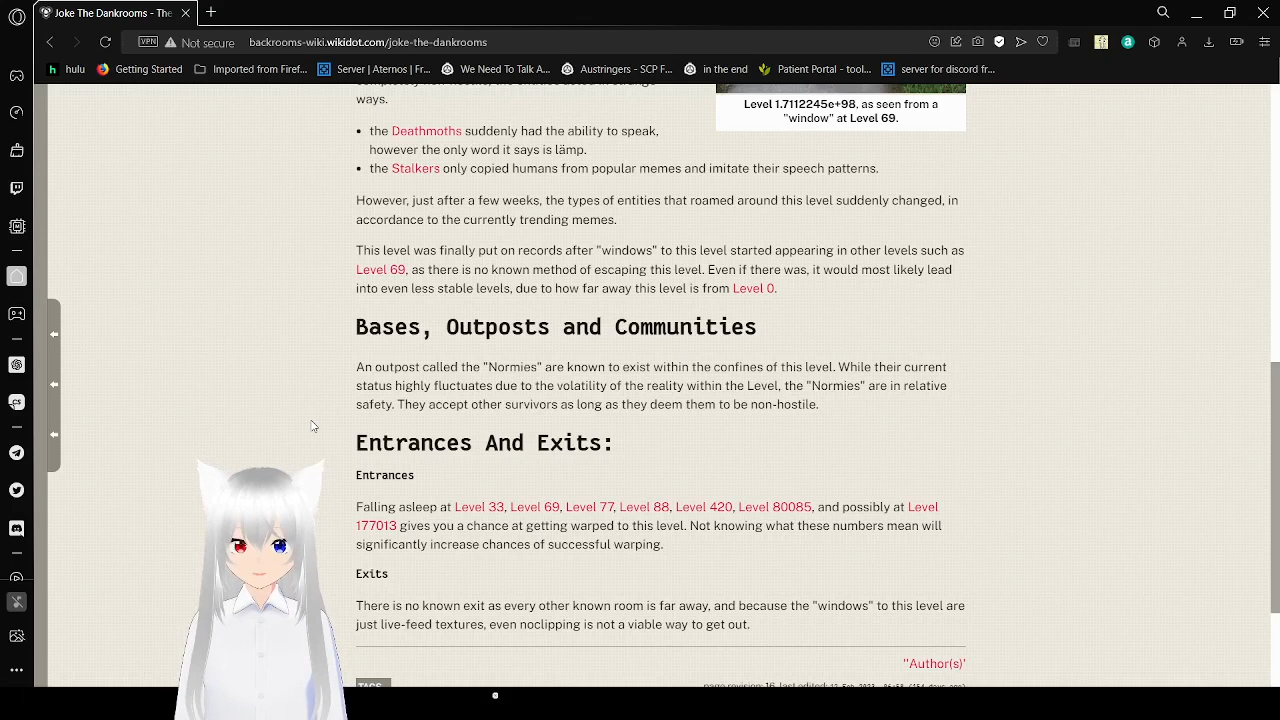 Joke The Dankrooms - The
VPN
Not secure
backrooms-wiki.wikidot.com/joke-the-dankrooms
hulu
Getting Started
Imported from Firef...
Server | Aternos | Fr...
We Need To Talk A...
Austringers - SCP F...
in the end
Patient Portal - tool...
server for discord fr...
ways.
Level 1.7112245e+98, as seen from a
"window" at Level 69.
• the Deathmoths suddenly had the ability to speak,
however the only word it says is lämp.
• the Stalkers only copied humans from popular memes and imitate their speech patterns.
However, just after a few weeks, the types of entities that roamed around this level suddenly changed, in
accordance to the currently trending memes.
This level was finally put on records after "windows" to this level started appearing in other levels such as
Level 69, as there is no known method of escaping this level. Even if there was, it would most likely lead
into even less stable levels, due to how far away this level is from Level 0.
Bases, Outposts and Communities
An outpost called the "Normies" are known to exist within the confines of this level. While their current
status highly fluctuates due to the volatility of the reality within the Level, the "Normies" are in relative
safety. They accept other survivors as long as they deem them to be non-hostile.
Entrances And Exits:
Entrances
Falling asleep at Level 33, Level 69, Level 77, Level 88, Level 420, Level 80085, and possibly at Level
177013 gives you a chance at getting warped to this level. Not knowing what these numbers mean will
significantly increase chances of successful warping.
Exits
There is no known exit as every other known room is far away, and because the "windows" to this level are
just live-feed textures, even noclipping is not a viable way to get out.
"Author(s)'
TAGS
page revision: 16, last edited: